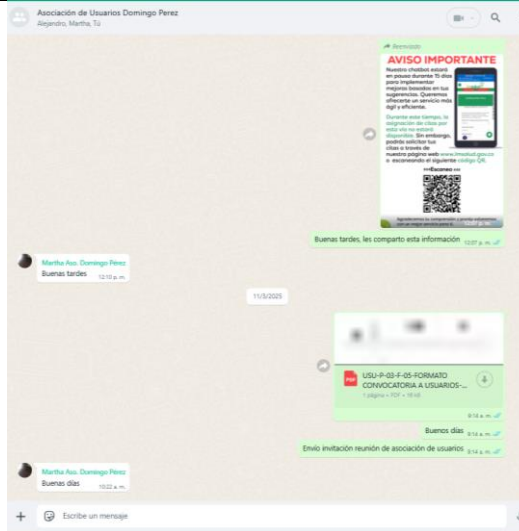 Asociación de Usuarios Domingo Perez
Alejandro, Martha, Tú
Reenviado
AVISO IMPORTANTE
Nuestro chatbot estará
en pausa durante 15 días
para implementar
mejoras basadas en tus
sugerencias. Queremos
ofrecerte un servicio más
ágil y eficiente.
Durante este tiempo, la
asignación de citas por
esta vía no estará
disponible. Sin embargo,
podrás solicitar tus
citas a través de
nuestra página web
o escaneando el siguiente código QR.
Escanea
Buenas tardes, les comparto esta información 12:07 p. m.
Martha Aso. Domingo Pérez
Buenas tardes 12:10 p. m.
11/3/2025
PDF
USU-P-03-F-05-FORMATO
CONVOCATORIA A USUARIOS-...
1 página • PDF •
8:14 a. m.
Buenos días 8:14 a. m.
Envío invitación reunión de asociación de usuarios 8:14 a. m.
Martha Aso. Domingo Pérez
Buenas días 10:22 a. m.
Escribe un mensaje